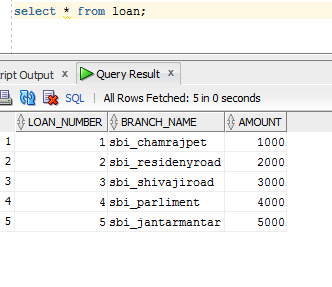 select * from loan;
ript Output x Query Result x
SQL | All Rows Fetched: 5 in 0 seconds
LOAN_NUMBER BRANCH_NAME AMOUNT
1 1 sbi_chamrajpet 1000
2 2 sbi_residenyroad 2000
3 3 sbi_shivajiroad 3000
4 4 sbi_parliment 4000
5 5 sbi_jantarmantar 5000